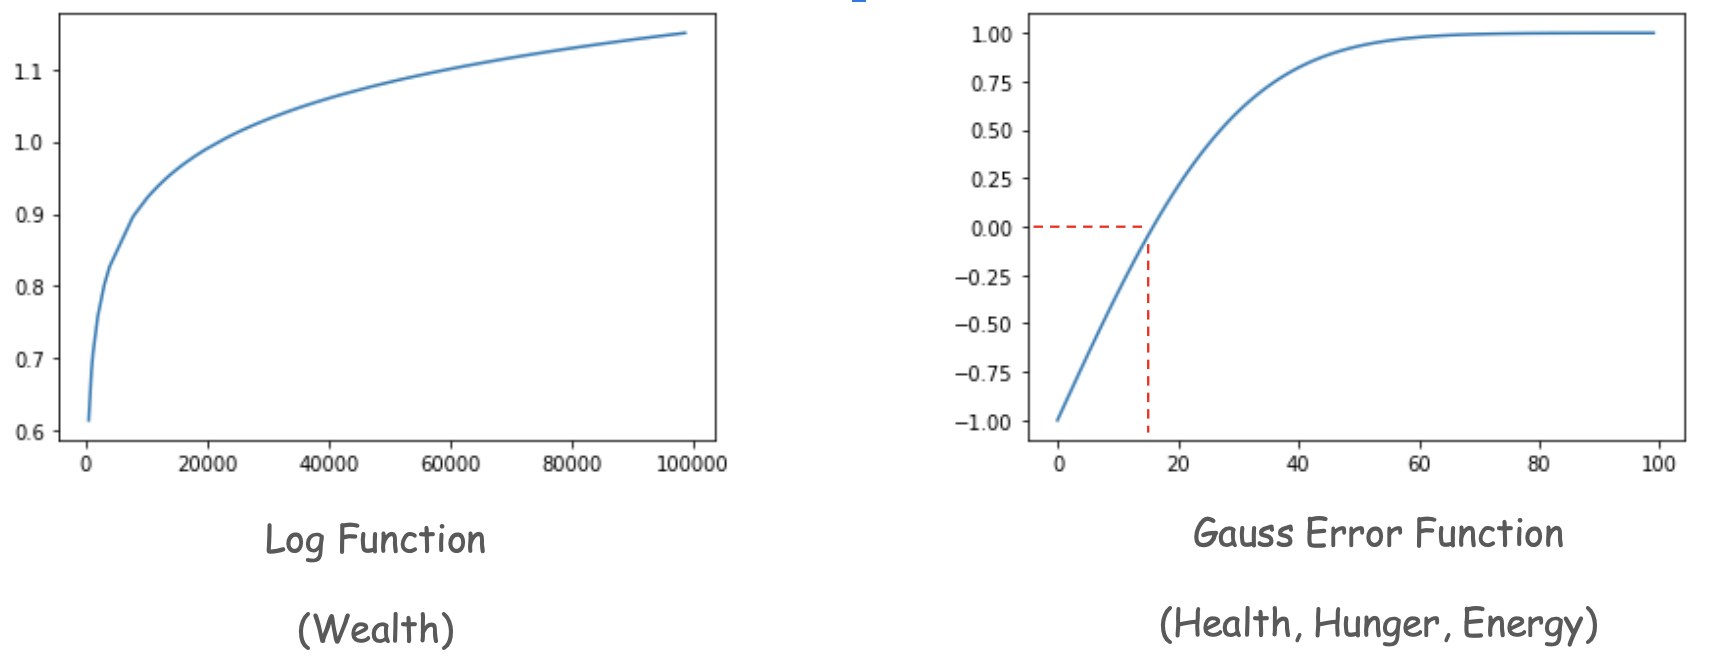 1.1
1.0
0.9
0.8
0.7
0.6
0 20000 40000 60000 80000 100000
Log Function
(Wealth)
1.00
0.75
0.50
0.25
0.00
−0.25
−0.50
−0.75
−1.00
0 20 40 60 80 100
Gauss Error Function
(Health, Hunger, Energy)